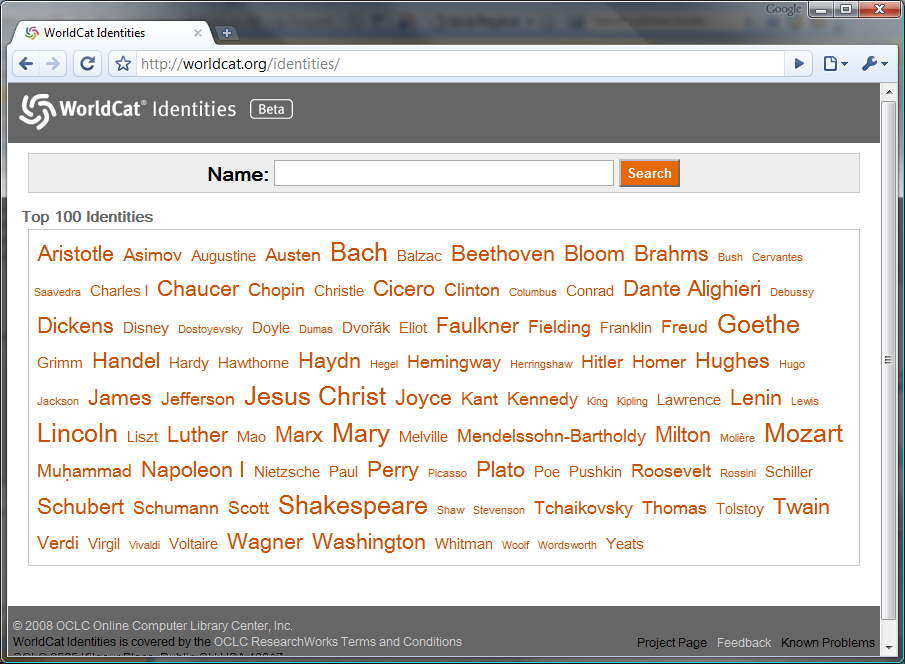 Google
WorldCat Identities
http://worldcat.org/identities/
WorldCat® Identities Beta
Name: Search
Top 100 Identities
Aristotle Asimov Augustine Austen Bach Balzac Beethoven Bloom Brahms Bush Cervantes
Saavedra Charles I Chaucer Chopin Christie Cicero Clinton Columbus Conrad Dante Alighieri Debussy
Dickens Disney Dostoyevsky Doyle Dumas Dvořák Eliot Faulkner Fielding Franklin Freud Goethe
Grimm Handel Hardy Hawthorne Haydn Hegel Hemingway Herringshaw Hitler Homer Hughes Hugo
Jackson James Jefferson Jesus Christ Joyce Kant Kennedy King Kipling Lawrence Lenin Lewis
Lincoln Liszt Luther Mao Marx Mary Melville Mendelssohn-Bartholdy Milton Molière Mozart
Muḥammad Napoleon I Nietzsche Paul Perry Picasso Plato Poe Pushkin Roosevelt Rossini Schiller
Schubert Schumann Scott Shakespeare Shaw Stevenson Tchaikovsky Thomas Tolstoy Twain
Verdi Virgil Vivaldi Voltaire Wagner Washington Whitman Woolf Wordsworth Yeats
© 2008 OCLC Online Computer Library Center, Inc.
WorldCat Identities is covered by the OCLC ResearchWorks Terms and Conditions
Project Page Feedback Known Problems